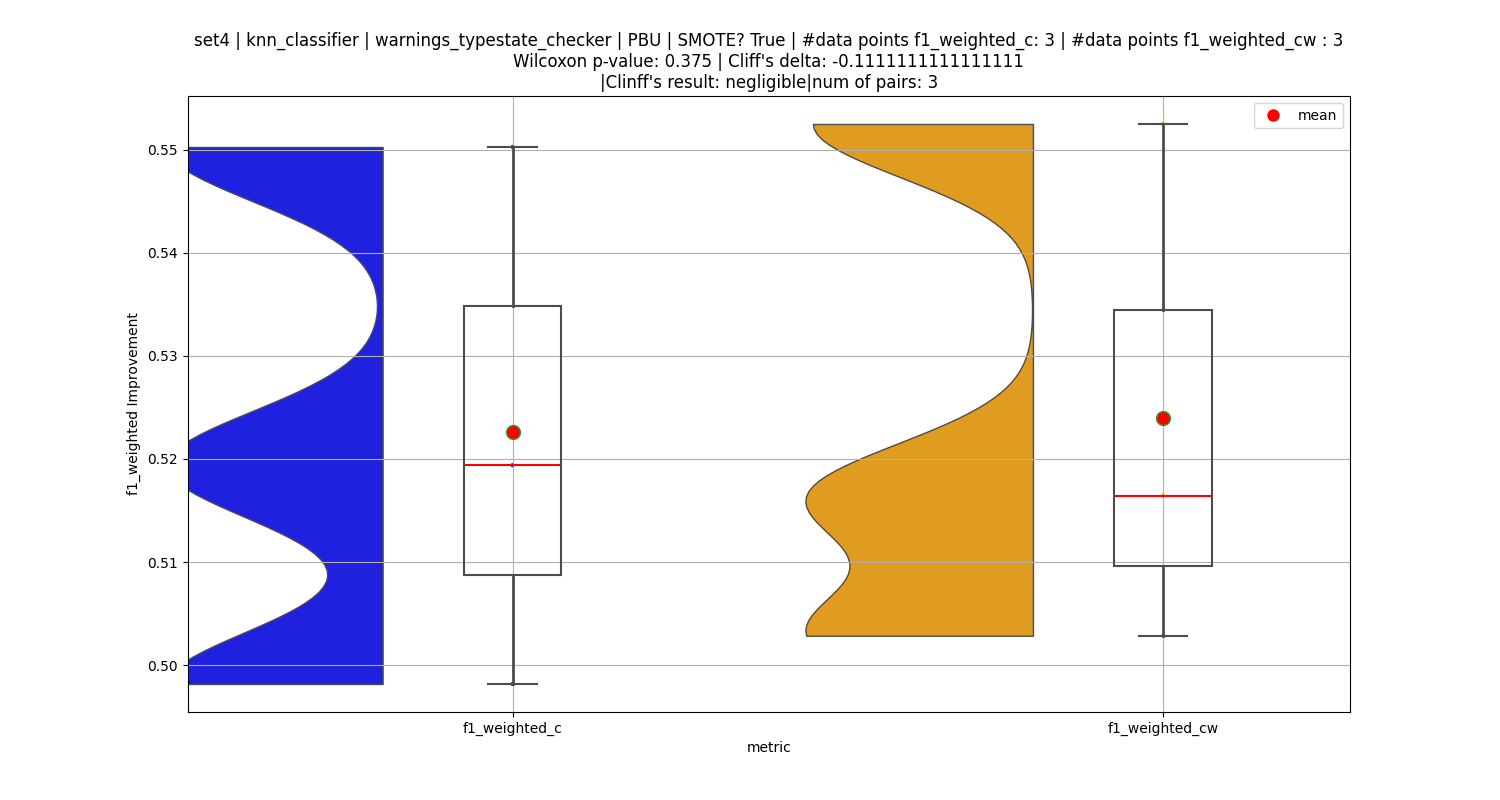 set4 | knn_classifier | warnings_typestate_checker | PBU | SMOTE? True | #data points f1_weighted_c: 3 | #data points f1_weighted_cw : 3
Wilcoxon p-value: 0.375 | Cliff's delta: -0.1111111111111111
|Clinff's result: negligible|num of pairs: 3
mean
0.55
0.54
0.53
0.52
0.51
0.50
f1_weighted Improvement
f1_weighted_c
f1_weighted_cw
metric